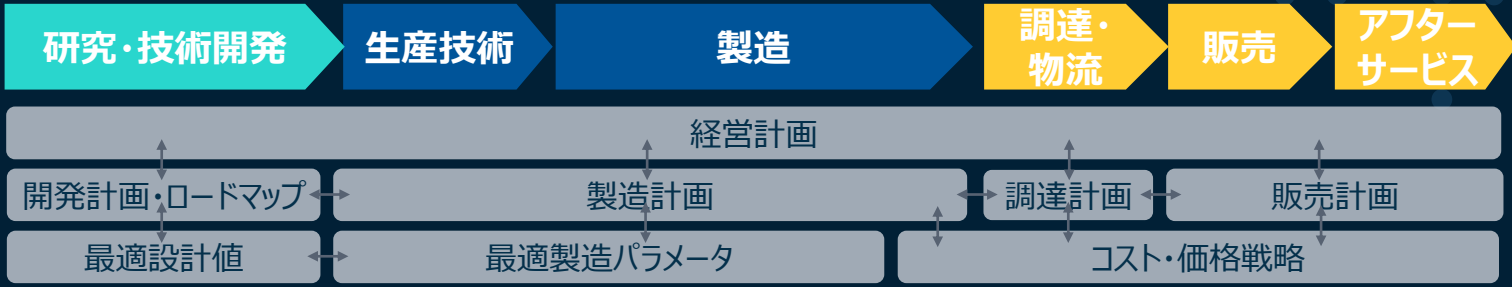 研究・技術開発
生産技術
製造
調達・
物流
販売
アフター
サービス
経営計画
開発計画・ロードマップ
製造計画
調達計画
販売計画
最適設計値
最適製造パラメータ
コスト・価格戦略